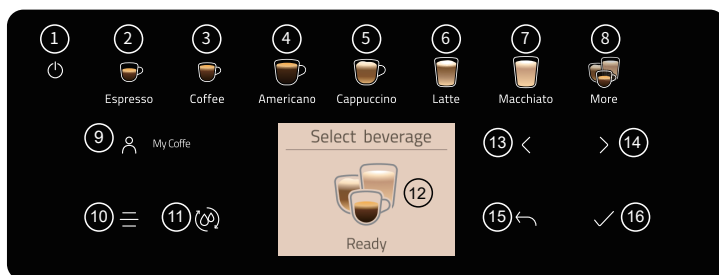 1 2 3 4 5 6 7 8
Espresso Coffee Americano Cappuccino Latte Macchiato More
9 My Coffe
Select beverage
13 14
12
10 11 15 16
Ready